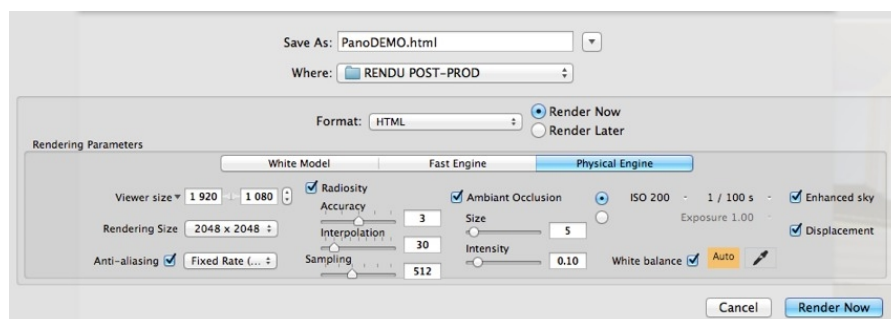 Save As: PanoDEMO.html
Where: RENDU POST-PROD
Format: HTML
Render Now
Render Later
Rendering Parameters
White Model Fast Engine Physical Engine
Viewer size 1 920 1 080
Rendering Size 2048 x 2048
Anti-aliasing Fixed Rate (...
Radiosity
Accuracy
3
Interpolation
30
Sampling
512
Ambiant Occlusion
Size
5
Intensity
0.10
ISO 200 - 1 / 100 s -
Exposure 1.00 -
White balance Auto
Enhanced sky
Displacement
Cancel Render Now